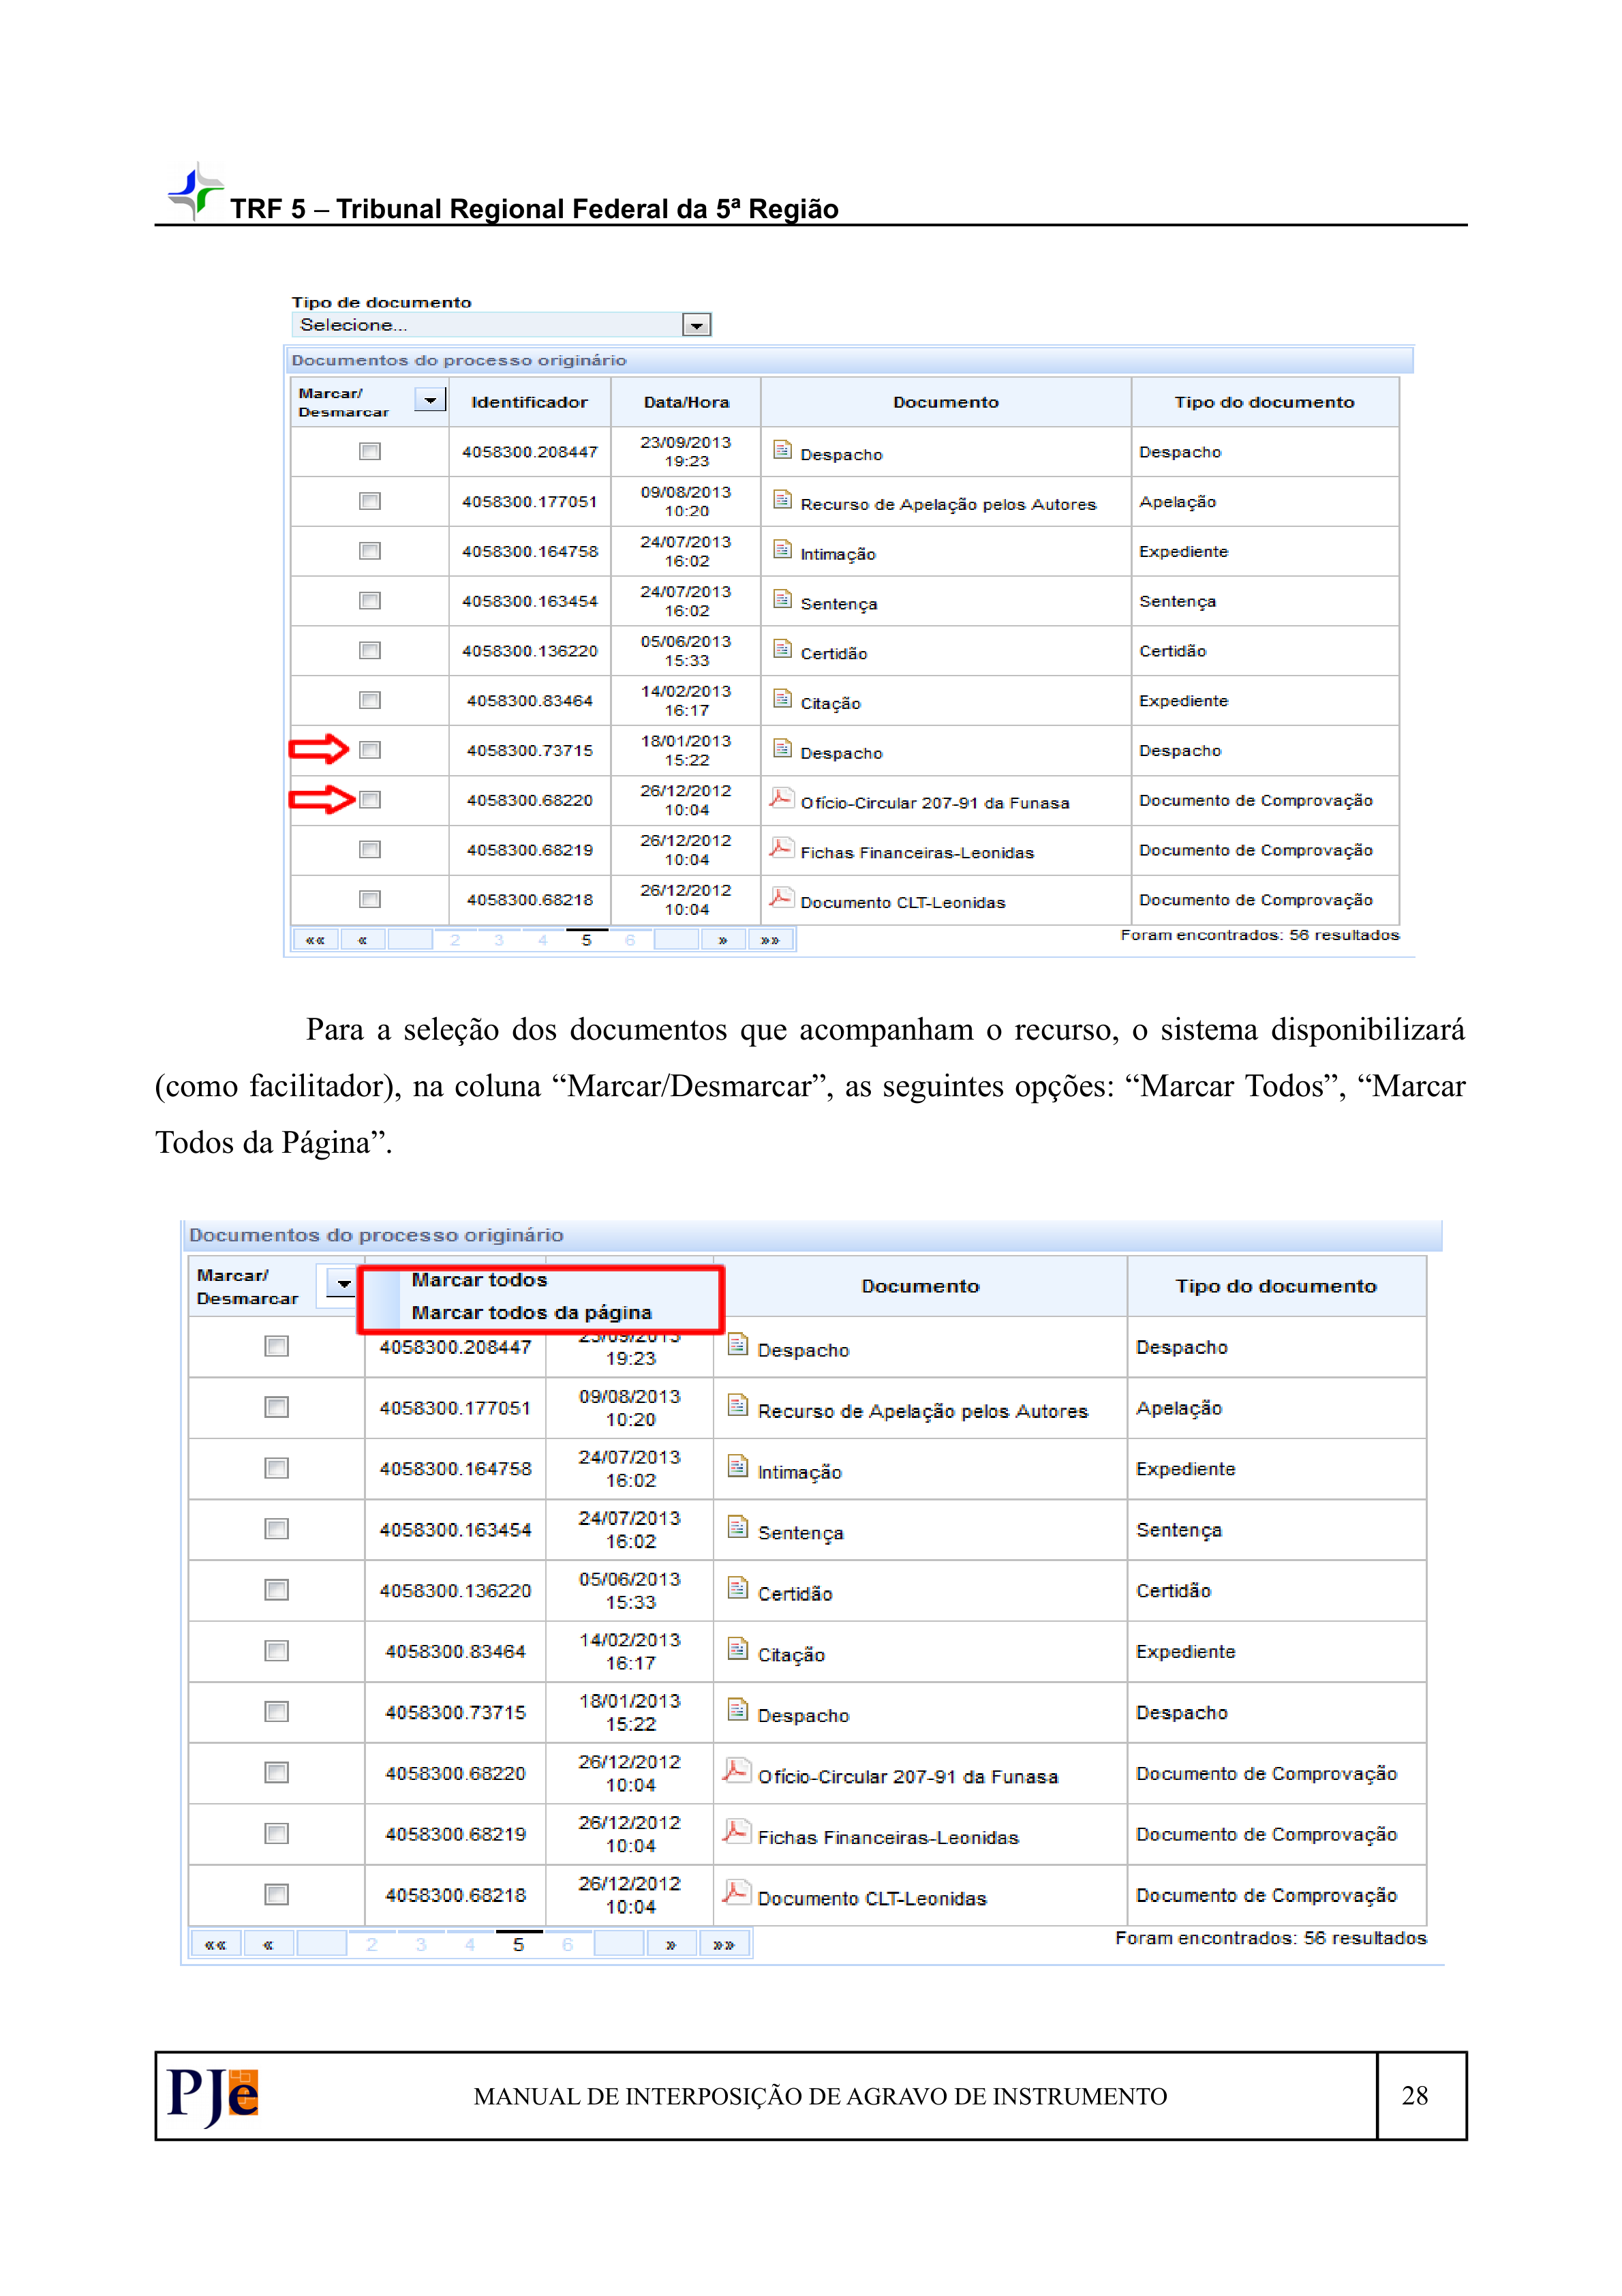 TRF 5 – Tribunal Regional Federal da 5ª Região
Tipo de documento
Selecione...
Documentos do processo originário
Marcar/ Desmarcar Identificador Data/Hora Documento Tipo do documento
4058300.208447 23/09/2013 19:23 Despacho Despacho
4058300.177051 09/08/2013 10:20 Recurso de Apelação pelos Autores Apelação
4058300.164758 24/07/2013 16:02 Intimação Expediente
4058300.163454 24/07/2013 16:02 Sentença Sentença
4058300.136220 05/06/2013 15:33 Certidão Certidão
4058300.83464 14/02/2013 16:17 Citação Expediente
4058300.73715 18/01/2013 15:22 Despacho Despacho
4058300.68220 26/12/2012 10:04 Ofício-Circular 207-91 da Funasa Documento de Comprovação
4058300.68219 26/12/2012 10:04 Fichas Financeiras-Leonidas Documento de Comprovação
4058300.68218 26/12/2012 10:04 Documento CLT-Leonidas Documento de Comprovação
«« « 2 3 4 5 6 » »» Foram encontrados: 56 resultados
Para a seleção dos documentos que acompanham o recurso, o sistema disponibilizará
(como facilitador), na coluna “Marcar/Desmarcar”, as seguintes opções: “Marcar Todos”, “Marcar
Todos da Página”.
Documentos do processo originário
Marcar/ Desmarcar Marcar todos Documento Tipo do documento
Marcar todos da página
4058300.208447 23/09/2013 19:23 Despacho Despacho
4058300.177051 09/08/2013 10:20 Recurso de Apelação pelos Autores Apelação
4058300.164758 24/07/2013 16:02 Intimação Expediente
4058300.163454 24/07/2013 16:02 Sentença Sentença
4058300.136220 05/06/2013 15:33 Certidão Certidão
4058300.83464 14/02/2013 16:17 Citação Expediente
4058300.73715 18/01/2013 15:22 Despacho Despacho
4058300.68220 26/12/2012 10:04 Ofício-Circular 207-91 da Funasa Documento de Comprovação
4058300.68219 26/12/2012 10:04 Fichas Financeiras-Leonidas Documento de Comprovação
4058300.68218 26/12/2012 10:04 Documento CLT-Leonidas Documento de Comprovação
«« « 2 3 4 5 6 » »» Foram encontrados: 56 resultados
PJe MANUAL DE INTERPOSIÇÃO DE AGRAVO DE INSTRUMENTO 28